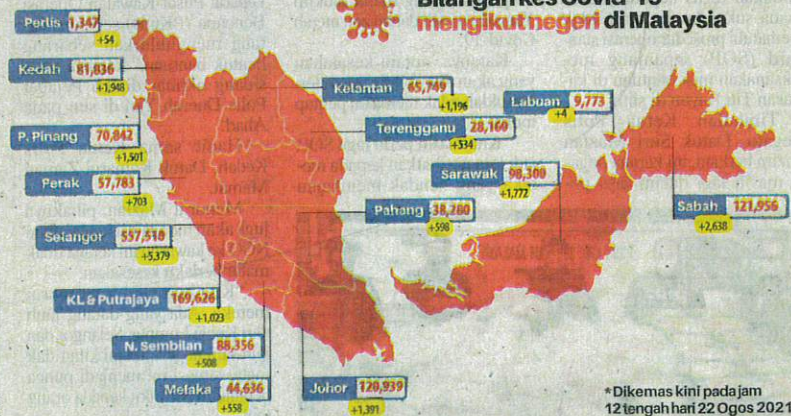 Bilangan kes Covid-19
mengikut negeri di Malaysia
Perlis 1,347
+54
Kedah 81,836
+1,948
P. Pinang 70,842
+1,501
Perak 57,783
+703
Selangor 557,510
+5,379
KL & Putrajaya 169,626
+1,023
N. Sembilan 88,356
+508
Melaka 44,636
+558
Johor 120,939
+1,391
Kelantan 65,749
+1,196
Terengganu 28,160
+534
Pahang 38,280
+598
Labuan 9,773
+4
Sarawak 98,300
+1,772
Sabah 121,956
+2,638
*Dikemas kini pada jam
12 tengah hari 22 Ogos 2021